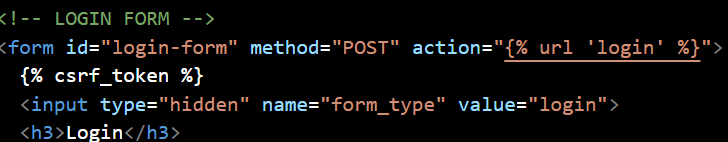 <!-- LOGIN FORM -->
<form id="login-form" method="POST" action="{% url 'login' %}">
{% csrf_token %}
<input type="hidden" name="form_type" value="login">
<h3>Login</h3>